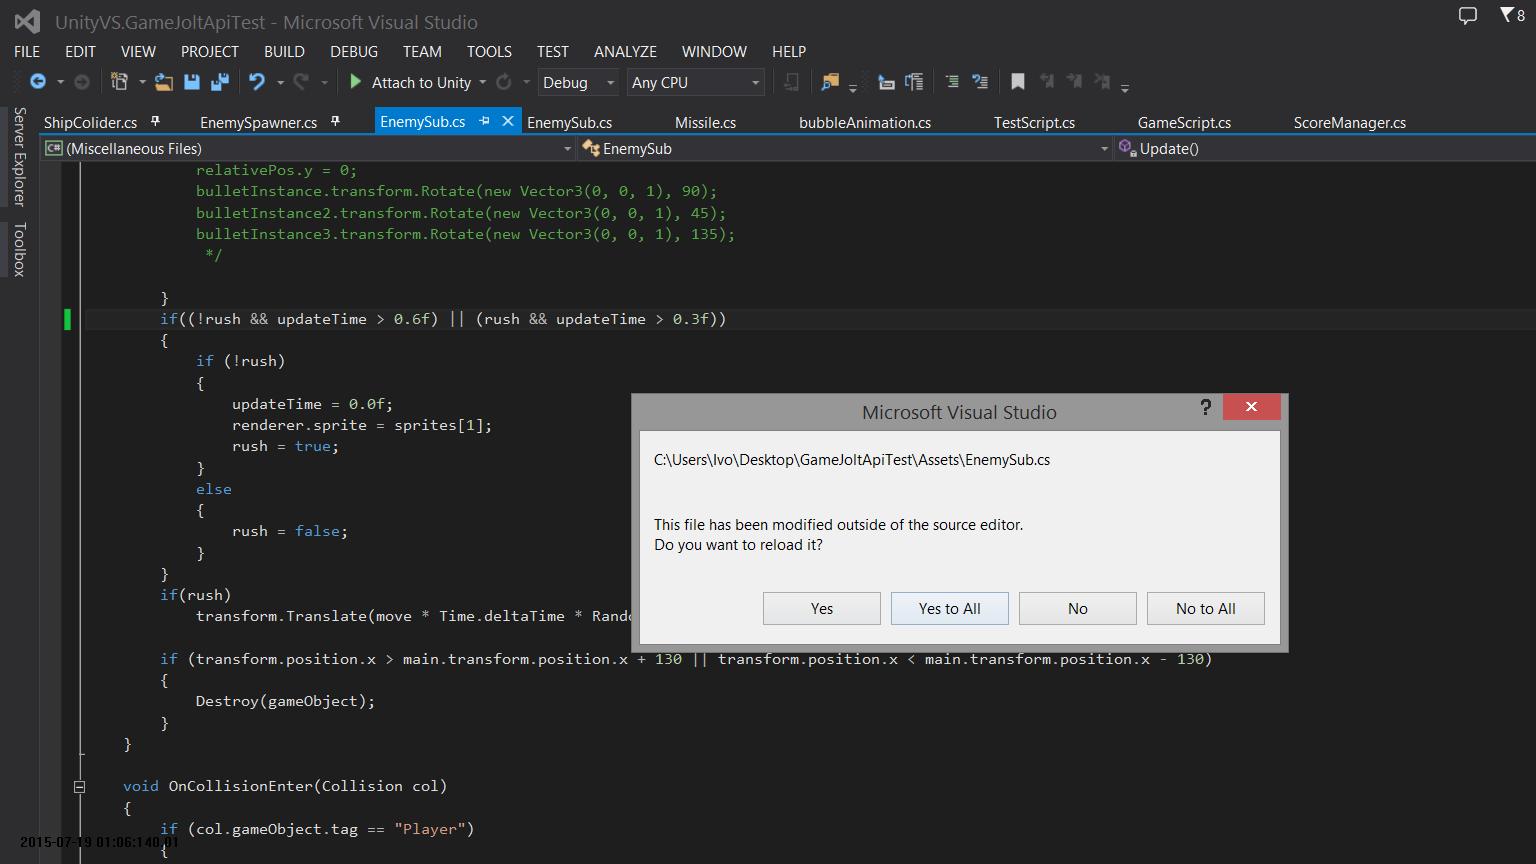 UnityVS.GameJoltApiTest - Microsoft Visual Studio
8
FILE EDIT VIEW PROJECT BUILD DEBUG TEAM TOOLS TEST ANALYZE WINDOW HELP
Attach to Unity Debug Any CPU
Server Explorer
Toolbox
ShipColider.cs EnemySpawner.cs EnemySub.cs EnemySub.cs Missile.cs bubbleAnimation.cs TestScript.cs GameScript.cs ScoreManager.cs
C# (Miscellaneous Files) EnemySub Update()
relativePos.y = 0;
bulletInstance.transform.Rotate(new Vector3(0, 0, 1), 90);
bulletInstance2.transform.Rotate(new Vector3(0, 0, 1), 45);
bulletInstance3.transform.Rotate(new Vector3(0, 0, 1), 135);
*/
}
if((!rush && updateTime > 0.6f) || (rush && updateTime > 0.3f))
{
if (!rush)
{
updateTime = 0.0f;
renderer.sprite = sprites[1];
rush = true;
}
else
{
rush = false;
}
}
if(rush)
transform.Translate(move * Time.deltaTime * Rand
if (transform.position.x > main.transform.position.x + 130 || transform.position.x < main.transform.position.x - 130)
{
Destroy(gameObject);
}
}
void OnCollisionEnter(Collision col)
{
if (col.gameObject.tag == "Player")
{
Microsoft Visual Studio
?
C:\Users\Ivo\Desktop\GameJoltApiTest\Assets\EnemySub.cs
This file has been modified outside of the source editor.
Do you want to reload it?
Yes Yes to All No No to All
2015-07-19 01:06:140.01